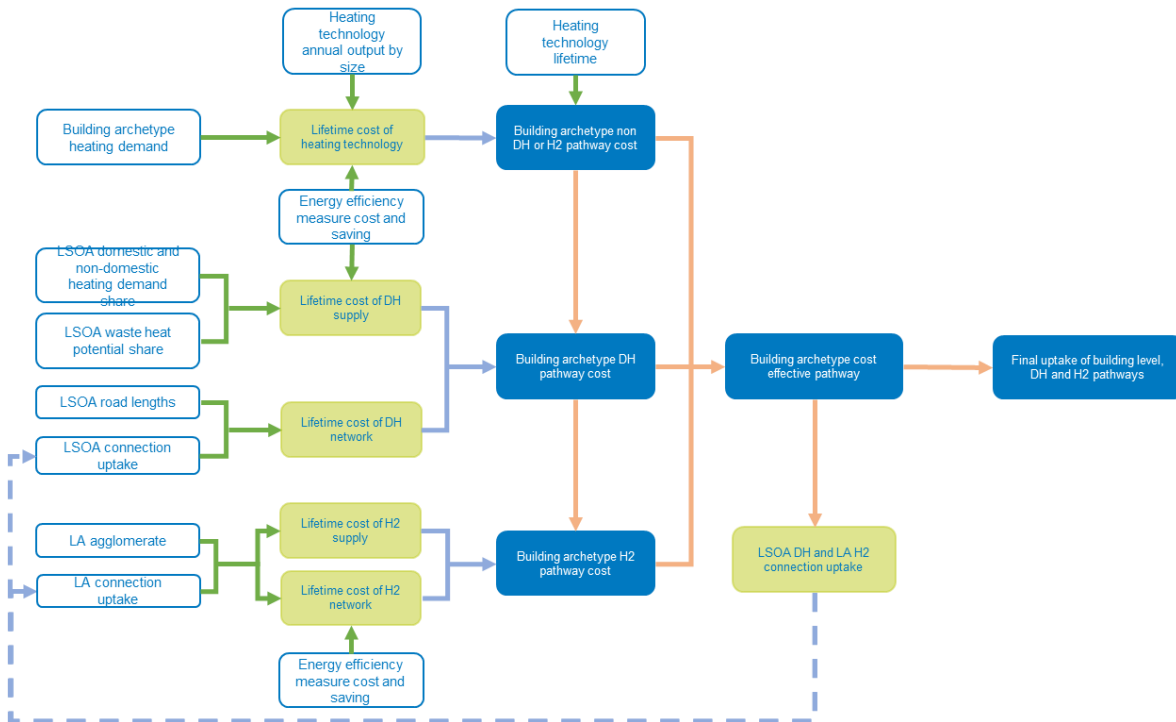 Heating
technology
annual output by
size
Heating
technology
lifetime
Building archetype
heating demand
Lifetime cost of
heating technology
Building archetype non
DH or H2 pathway cost
Energy efficiency
measure cost and
saving
LSOA domestic and
non-domestic
heating demand
share
Lifetime cost of DH
supply
LSOA waste heat
potential share
Building archetype DH
pathway cost
Building archetype cost
effective pathway
Final uptake of building level,
DH and H2 pathways
LSOA road lengths
Lifetime cost of DH
network
LSOA connection
uptake
LA agglomerate
Lifetime cost of H2
supply
Building archetype H2
pathway cost
LSOA DH and LA H2
connection uptake
LA connection
uptake
Lifetime cost of H2
network
Energy efficiency
measure cost and
saving